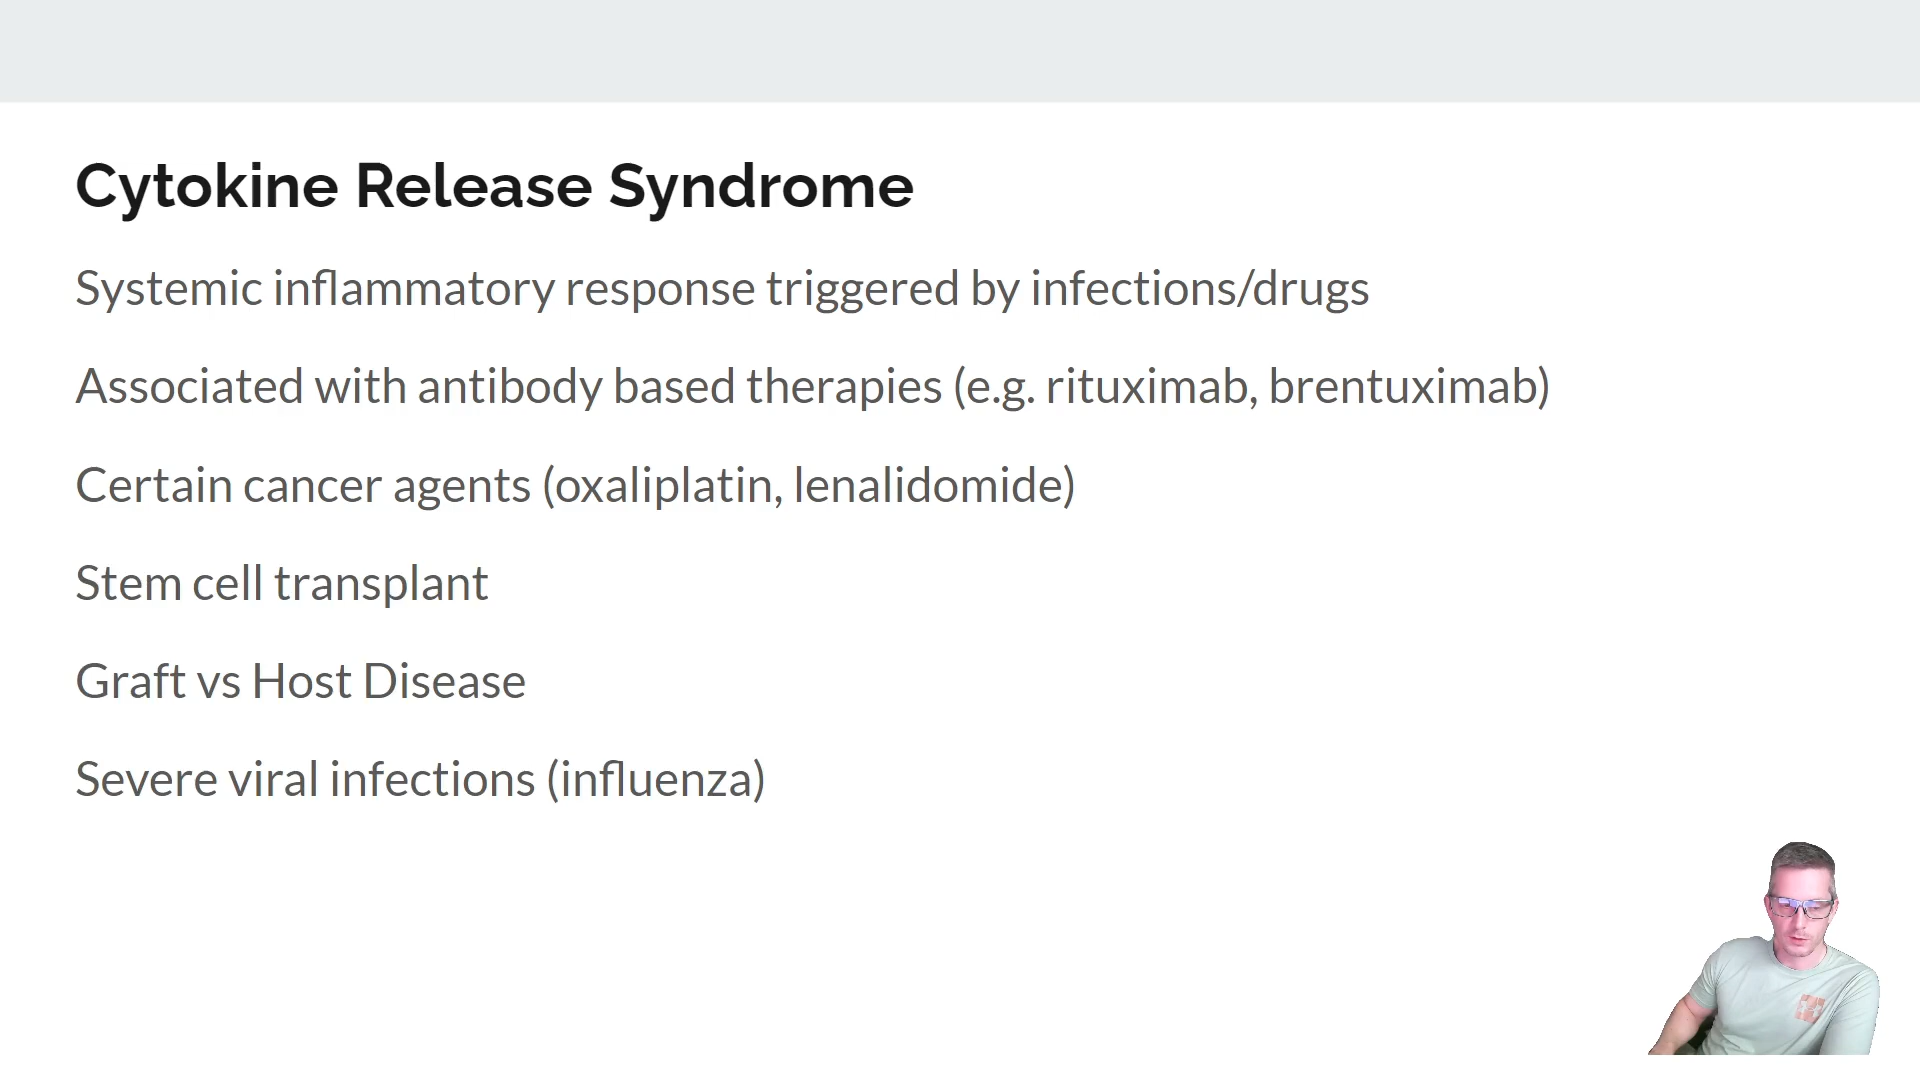 Cytokine Release Syndrome
Systemic inflammatory response triggered by infections/drugs
Associated with antibody based therapies (e.g. rituximab, brentuximab)
Certain cancer agents (oxaliplatin, lenalidomide)
Stem cell transplant
Graft vs Host Disease
Severe viral infections (influenza)